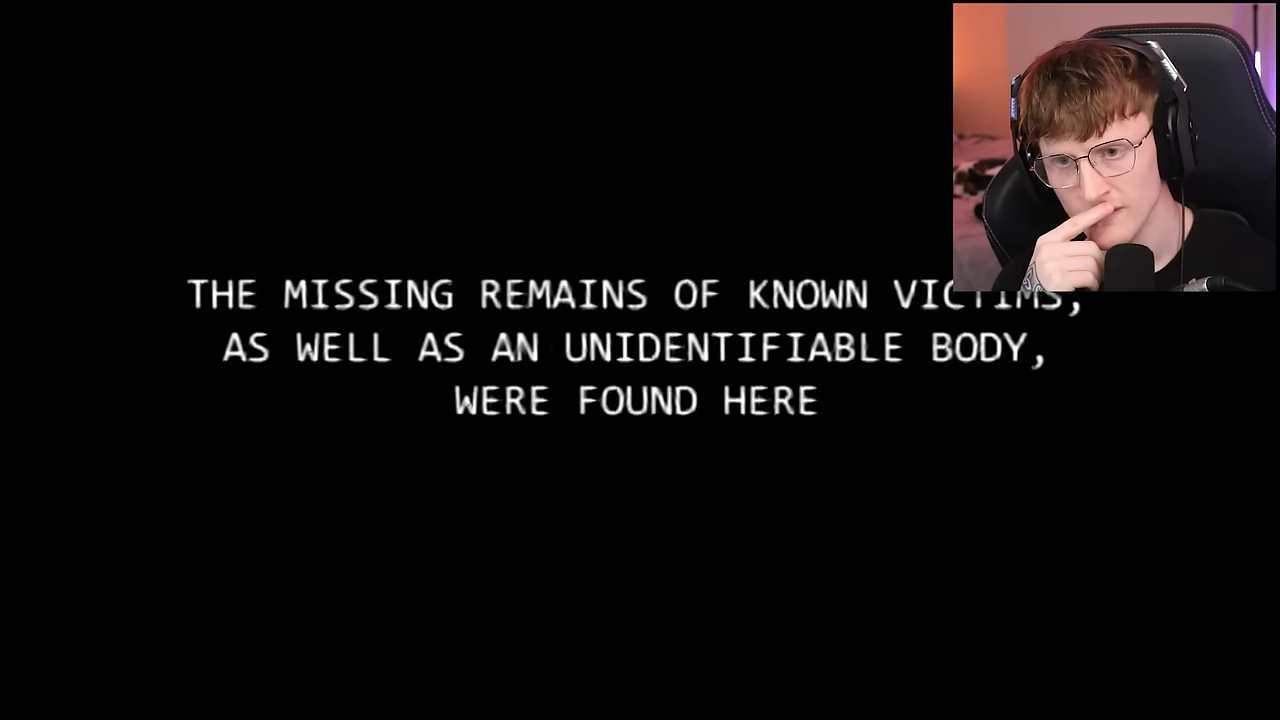 THE MISSING REMAINS OF KNOWN VICTIMS,
AS WELL AS AN UNIDENTIFIABLE BODY,
WERE FOUND HERE